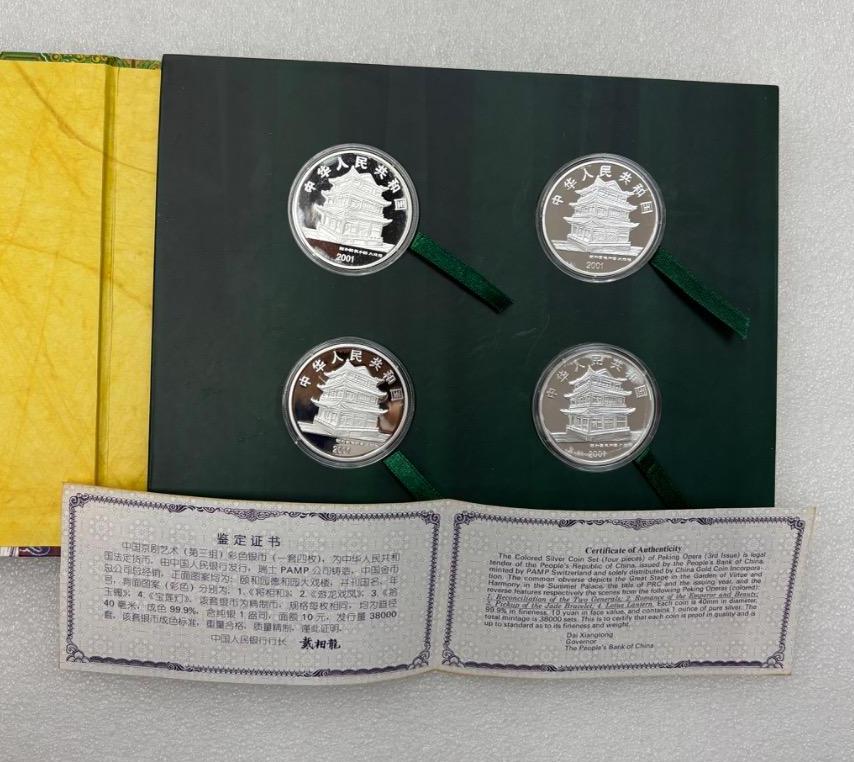 中华人民共和国
2001
中华人民共和国
2001
中华人民共和国
中华人民共和国
2001
鉴定证书
中国京剧艺术（第三组）彩色银币（一套四枚），为中华人民共和
国法定货币，由中国人民银行发行，瑞士PAMP公司铸造，中国金币
总公司总经销，正面图案均为：颐和园德和园大戏楼，并刊国名、年
号，背面图案（彩色）分别为：1.《将相和》、2.《游龙戏凤》、3.《拾
玉镯》、4.《宝莲灯》。该套银币为精制币，规格每枚相同，均为直径
40毫米，成色99.9%，含纯银1盎司，面额10元，发行量38000
套。该套银币成色标准，重量合格，质量精制，谨此证明。
中国人民银行行长 戴相龍
Certificate of Authenticity
The Colored Silver Coin Set (four pieces) of Peking Opera (3rd Issue) is legal
tender of the People's Republic of China, issued by the People's Bank of China,
minted by PAMP Switzerland and solely distributed by China Gold Coin Incorpora-
tion. The common obverse depicts the Great Stage in the Garden of Virtue and
Harmony in the Summer Palace, the title of PRC and the issuing year, and the
reverse features respectively the scenes from the following Peking Operas (colored):
1. Reconciliation of the Two Generals; 2. Romance of the Emperor and Beauty;
3. Pickup of the Jade Bracelet; 4. Lotus Lantern. Each coin is 40mm in diameter,
99.9% in fineness, 10 yuan in face value, and contains 1 ounce of pure silver. The
total mintage is 38000 sets. This is to certify that each coin is proof in quality and is
up to standard as to its fineness and weight.
Dai Xianglong
Governor
The People's Bank of China